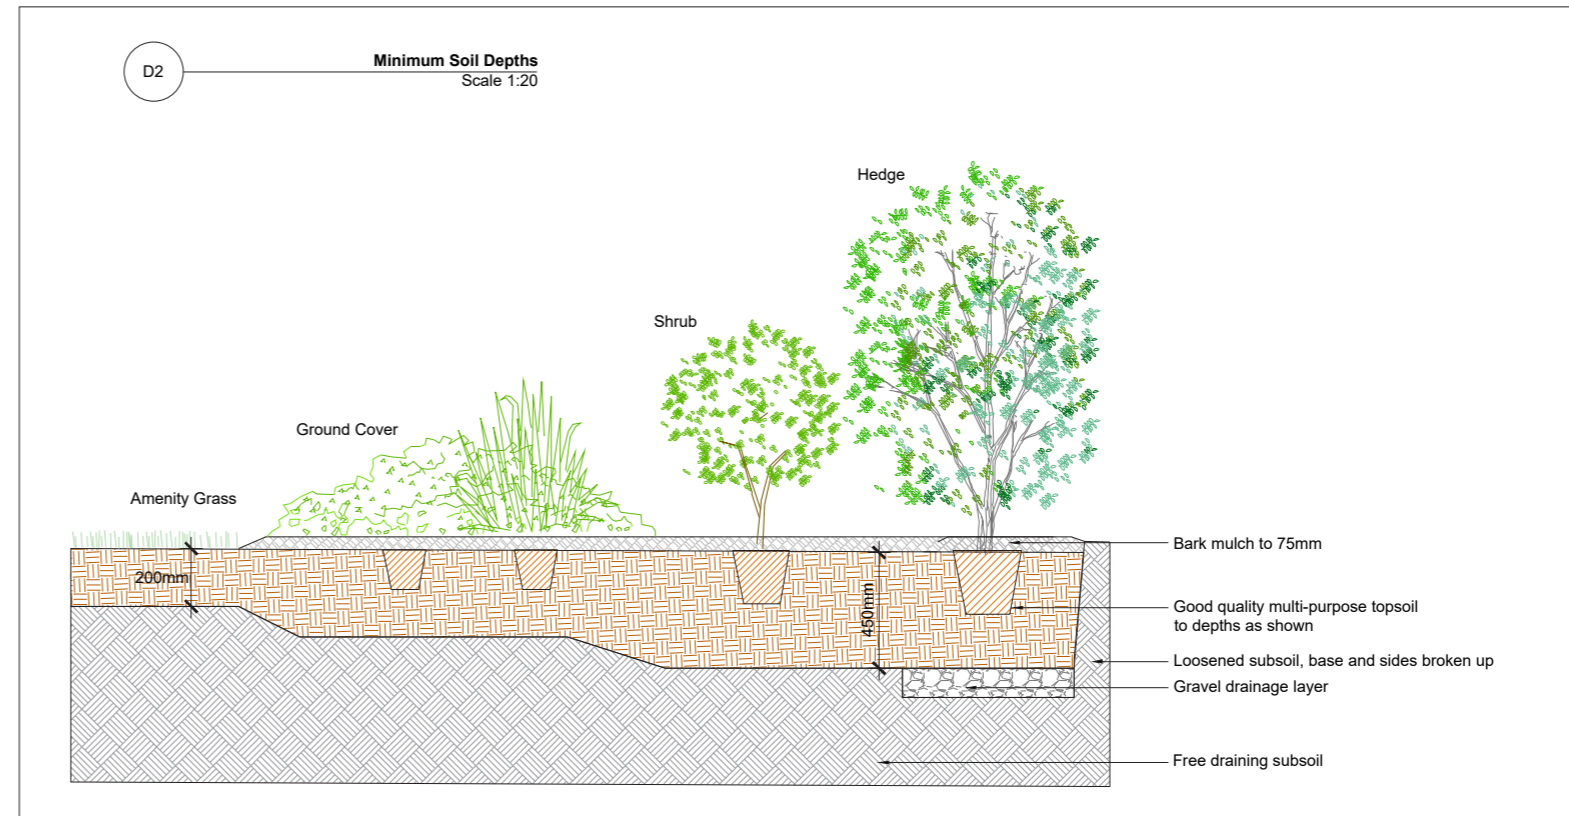 D2
Minimum Soil Depths
Scale 1:20
Hedge
Shrub
Ground Cover
Amenity Grass
200mm
450mm
Bark mulch to 75mm
Good quality multi-purpose topsoil
to depths as shown
Loosened subsoil, base and sides broken up
Gravel drainage layer
Free draining subsoil